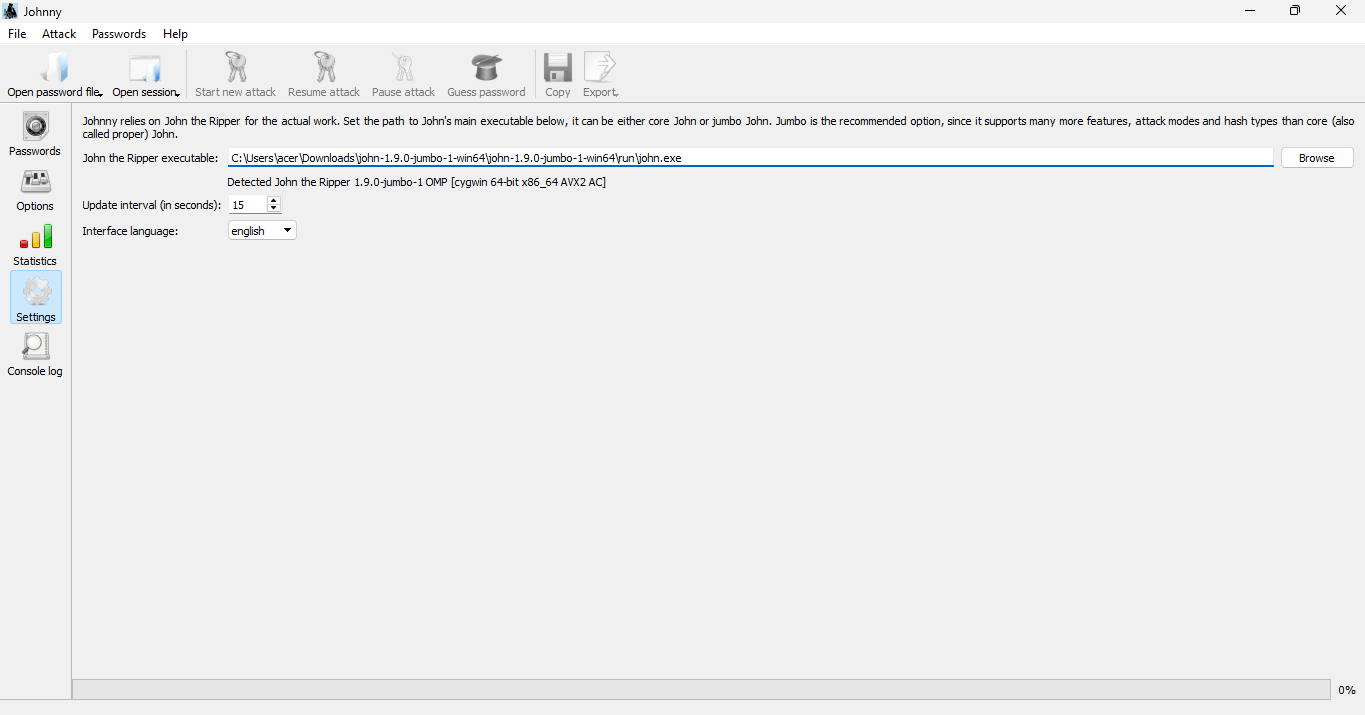 Johnny
File Attack Passwords Help
Open password file Open session Start new attack Resume attack Pause attack Guess password Copy Export
Passwords
Options
Statistics
Settings
Console log
Johnny relies on John the Ripper for the actual work. Set the path to John's main executable below, it can be either core John or jumbo John. Jumbo is the recommended option, since it supports many more features, attack modes and hash types than core (also
called proper) John.
John the Ripper executable: C:\Users\acer\Downloads\john-1.9.0-jumbo-1-win64\john-1.9.0-jumbo-1-win64\run\john.exe Browse
Detected John the Ripper 1.9.0-jumbo-1 OMP [cygwin 64-bit x86_64 AVX2 AC]
Update interval (in seconds): 15
Interface language: english
0%